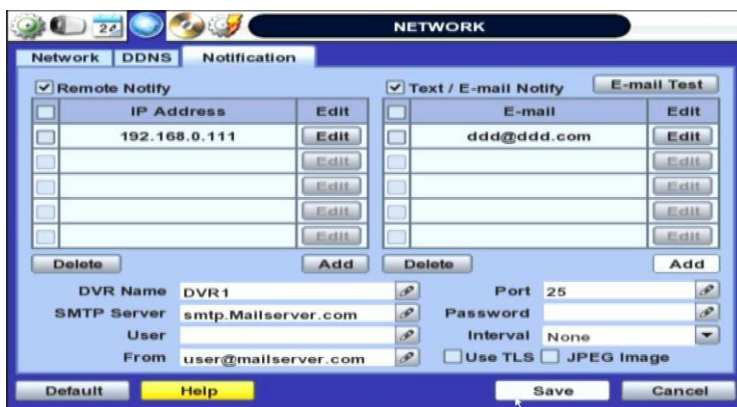 24
NETWORK
Network DDNS Notification
Remote Notify Text / E-mail Notify E-mail Test
IP Address Edit E-mail Edit
192.168.0.111 Edit ddd@ddd.com Edit
Edit Edit
Edit Edit
Edit Edit
Edit Edit
Delete Add Delete Add
DVR Name DVR1 Port 25
SMTP Server smtp.Mailserver.com Password
User Interval None
From user@mailserver.com Use TLS JPEG Image
Default Help Save Cancel